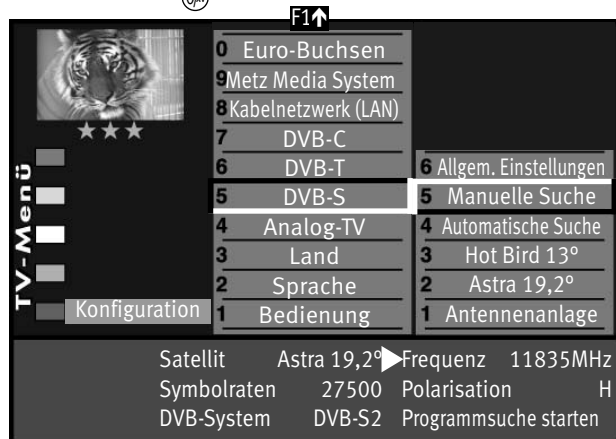 F1↑
0 Euro-Buchsen
9 Metz Media System
8 Kabelnetzwerk (LAN)
7 DVB-C
6 DVB-T
5 DVB-S
4 Analog-TV
3 Land
2 Sprache
1 Bedienung
6 Allgem. Einstellungen
5 Manuelle Suche
4 Automatische Suche
3 Hot Bird 13°
2 Astra 19,2°
1 Antennenanlage
TV-Menü
Konfiguration
Satellit Astra 19,2° Frequenz 11835MHz
Symbolraten 27500 Polarisation H
DVB-System DVB-S2 Programmsuche starten